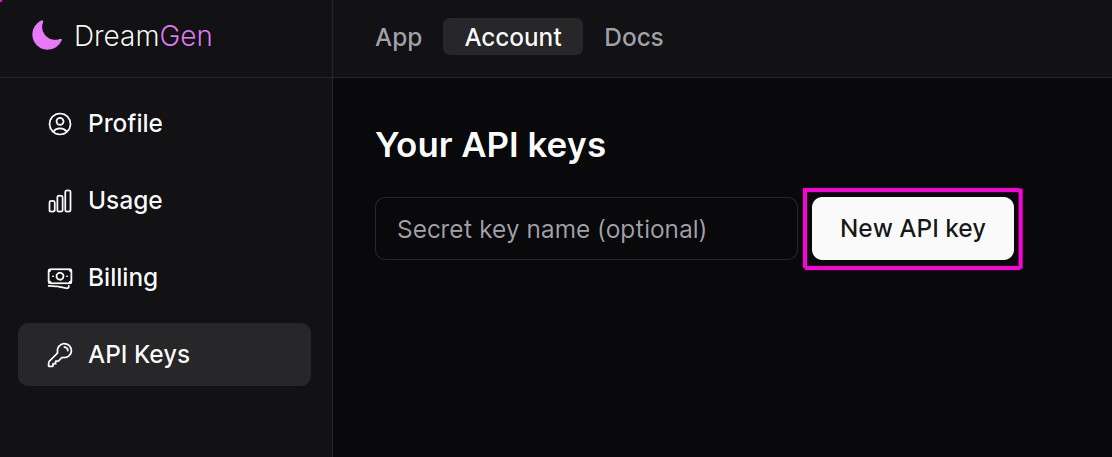 DreamGen
App Account Docs
Profile
Usage
Billing
API Keys
Your API keys
Secret key name (optional)
New API key